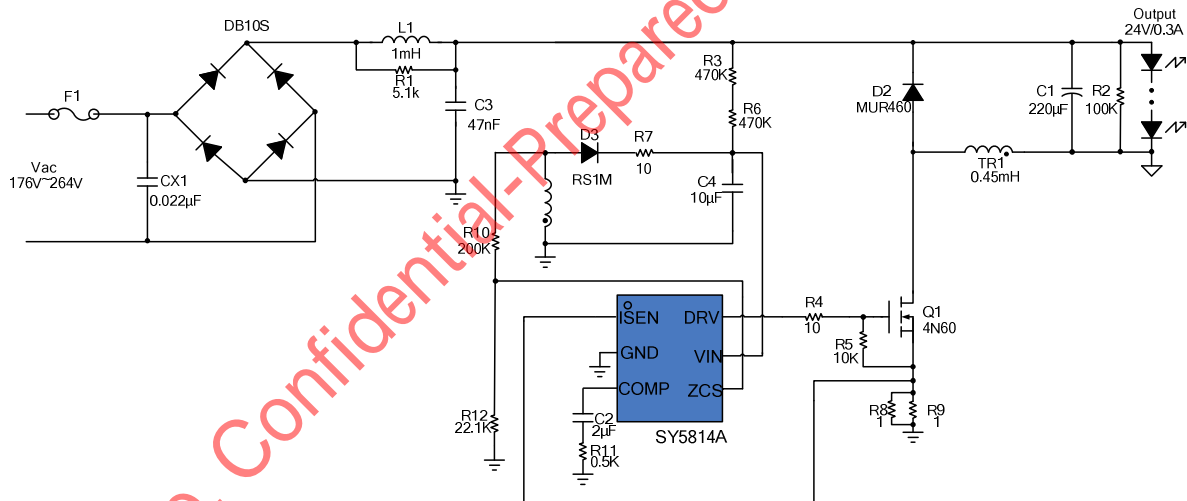 Output
24V/0.3A
DB10S
L1
1mH
R1
5.1k
C3
47nF
R3
470K
R6
470K
D2
MUR460
C1
220µF
R2
100K
F1
Vac
176V~264V
CX1
0.022µF
D3
RS1M
R7
10
C4
10µF
TR1
0.45mH
R10
200K
ISEN
DRV
GND
VIN
COMP
ZCS
SY5814A
R4
10
R5
10K
Q1
4N60
R8
1
R9
1
R12
22.1K
C2
2µF
R11
0.5K
Confidential-Prepared